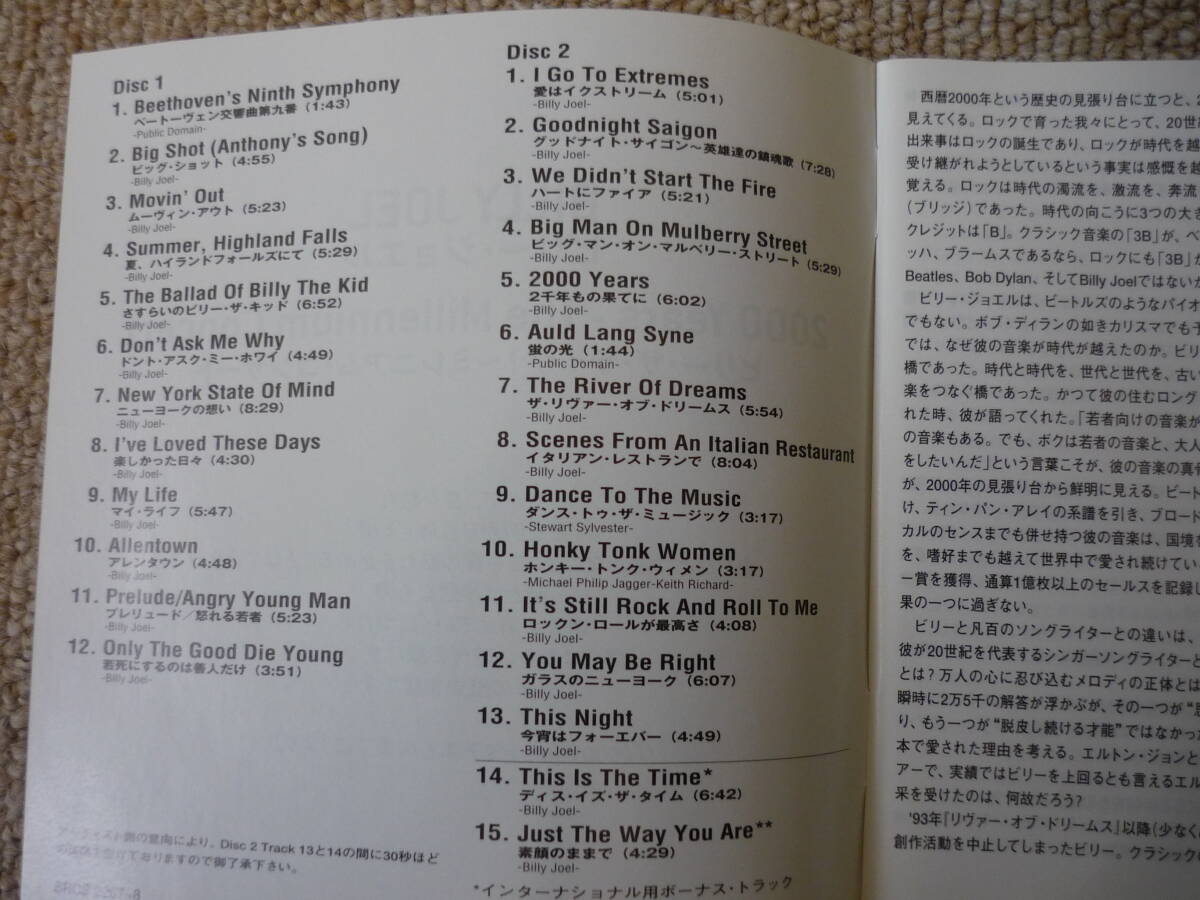 Disc 1
1. Beethoven's Ninth Symphony
ベートーヴェン交響曲第九番 (1:43)
-Public Domain-
2. Big Shot (Anthony's Song)
ビッグ・ショット (4:55)
-Billy Joel-
3. Movin' Out
ムーヴィン・アウト (5:23)
-Billy Joel-
4. Summer, Highland Falls
夏、ハイランドフォールズにて (5:29)
-Billy Joel-
5. The Ballad Of Billy The Kid
さすらいのビリー・ザ・キッド (6:52)
-Billy Joel-
6. Don't Ask Me Why
ドント・アスク・ミー・ホワイ (4:49)
-Billy Joel-
7. New York State Of Mind
ニューヨークの想い (8:29)
-Billy Joel-
8. I've Loved These Days
楽しかった日々 (4:30)
-Billy Joel-
9. My Life
マイ・ライフ (5:47)
-Billy Joel-
10. Allentown
アレンタウン (4:48)
-Billy Joel-
11. Prelude/Angry Young Man
プレリュード/怒れる若者 (5:23)
-Billy Joel-
12. Only The Good Die Young
若死にするのは善人だけ (3:51)
-Billy Joel-
の意向により、Disc 2 Track 13と14の間に30秒ほど
ておりますので御了承下さい。
Disc 2
1. I Go To Extremes
愛はイクストリーム (5:01)
-Billy Joel-
2. Goodnight Saigon
グッドナイト・サイゴン〜英雄達の鎮魂歌 (7:28)
-Billy Joel-
3. We Didn't Start The Fire
ハートにファイア (5:21)
-Billy Joel-
4. Big Man On Mulberry Street
ビッグ・マン・オン・マルベリー・ストリート (5:29)
-Billy Joel-
5. 2000 Years
2千年もの果てに (6:02)
-Billy Joel-
6. Auld Lang Syne
蛍の光 (1:44)
-Public Domain-
7. The River Of Dreams
ザ・リヴァー・オブ・ドリームス (5:54)
-Billy Joel-
8. Scenes From An Italian Restaurant
イタリアン・レストランで (8:04)
-Billy Joel-
9. Dance To The Music
ダンス・トゥ・ザ・ミュージック (3:17)
-Stewart Sylvester-
10. Honky Tonk Women
ホンキー・トンク・ウィメン (3:17)
-Michael Philip Jagger-Keith Richard-
11. It's Still Rock And Roll To Me
ロックン・ロールが最高さ (4:08)
-Billy Joel-
12. You May Be Right
ガラスのニューヨーク (6:07)
-Billy Joel-
13. This Night
今宵はフォーエバー (4:49)
-Billy Joel-
14. This Is The Time*
ディス・イズ・ザ・タイム (6:42)
-Billy Joel-
15. Just The Way You Are**
素顔のままで (4:29)
-Billy Joel-
*インターナショナル用ボーナス・トラック
西暦2000年という歴史の見張り台に立つと、
見えてくる。ロックで育った我々にとって、20世
出来事はロックの誕生であり、ロックが時代を越
受け継がれようとしているという事実は感慨を
覚える。ロックは時代の濁流を、激流を、奔流
(ブリッジ)であった。時代の向こうに3つの大き
クレジットは「B」。クラシック音楽の「3B」が、ベ
ッハ、ブラームスであるなら、ロックにも「3B」が
Beatles、Bob Dylan、そしてBilly Joelではないか
ビリー・ジョエルは、ビートルズのようなパイオ
でもない。ボブ・ディランの如きカリスマでも
では、なぜ彼の音楽が時代が越えたのか。ビリ
橋であった。時代と時代を、世代と世代を、古い
楽をつなぐ橋であった。かつて彼の住むロング
れた時、彼が語ってくれた。「若者向けの音楽が
の音楽もある。でも、ボクは若者の音楽と、大人
をしたいんだ」という言葉こそが、彼の音楽の真
が、2000年の見張り台から鮮明に見える。ビート
け、ティン・パン・アレイの系譜を引き、ブロード
カルのセンスまでも併せ持つ彼の音楽は、国境
を、嗜好までも越えて世界中で愛され続けてい
ー賞を獲得、通算1億枚以上のセールスを記録し
果の一つに過ぎない。
ビリーと凡百のソングライターとの違いは、
彼が20世紀を代表するシンガーソングライターと
とは? 万人の心に忍び込むメロディの正体とは
瞬時に2万5千の解答が浮かぶが、その一つが“
り、もう一つが“脱皮し続ける才能”ではなかった
本で愛された理由を考える。エルトン・ジョンと
アーで、実績ではビリーを上回るとも言えるエル
采を受けたのは、何故だろう?
'93年『リヴァー・オブ・ドリームス』以降(少なく
創作活動を中止してしまったビリー。クラシック